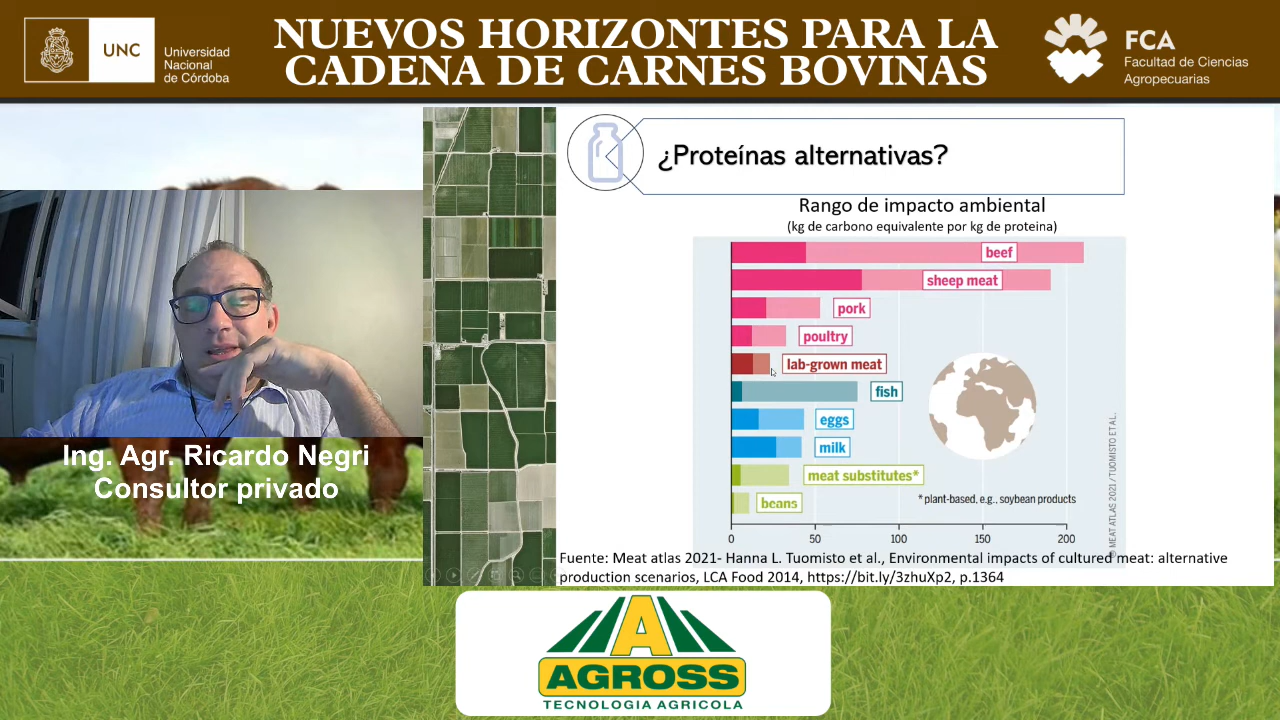 UNC
Universidad
Nacional
de Córdoba
NUEVOS HORIZONTES PARA LA
CADENA DE CARNES BOVINAS
FCA
Facultad de Ciencias
Agropecuarias
¿Proteínas alternativas?
Rango de impacto ambiental
(kg de carbono equivalente por kg de proteina)
beef
sheep meat
pork
poultry
lab-grown meat
fish
eggs
milk
meat substitutes*
beans
* plant-based, e.g., soybean products
0 50 100 150 200
© MEAT ATLAS 2021 / TUOMISTO ET AL.
Fuente: Meat atlas 2021- Hanna L. Tuomisto et al., Environmental impacts of cultured meat: alternative
production scenarios, LCA Food 2014, https://bit.ly/3zhuXp2, p.1364
Ing. Agr. Ricardo Negri
Consultor privado
A
AGROSS
TECNOLOGIA AGRICOLA